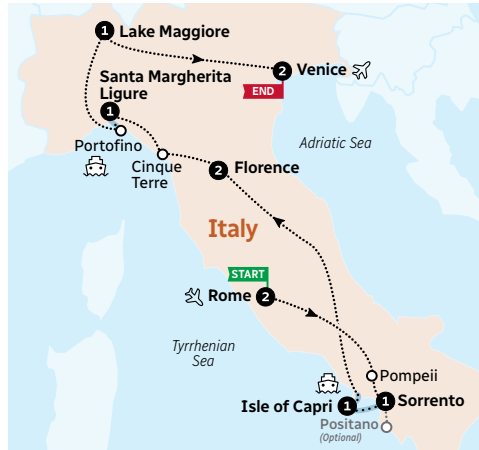 1 Lake Maggiore
2 Venice
END
Santa Margherita
Ligure
1
Portofino
Cinque
Terre
2 Florence
Adriatic Sea
Italy
START
Rome 2
Tyrrhenian
Sea
Pompeii
Isle of Capri 1
1 Sorrento
Positano
(Optional)